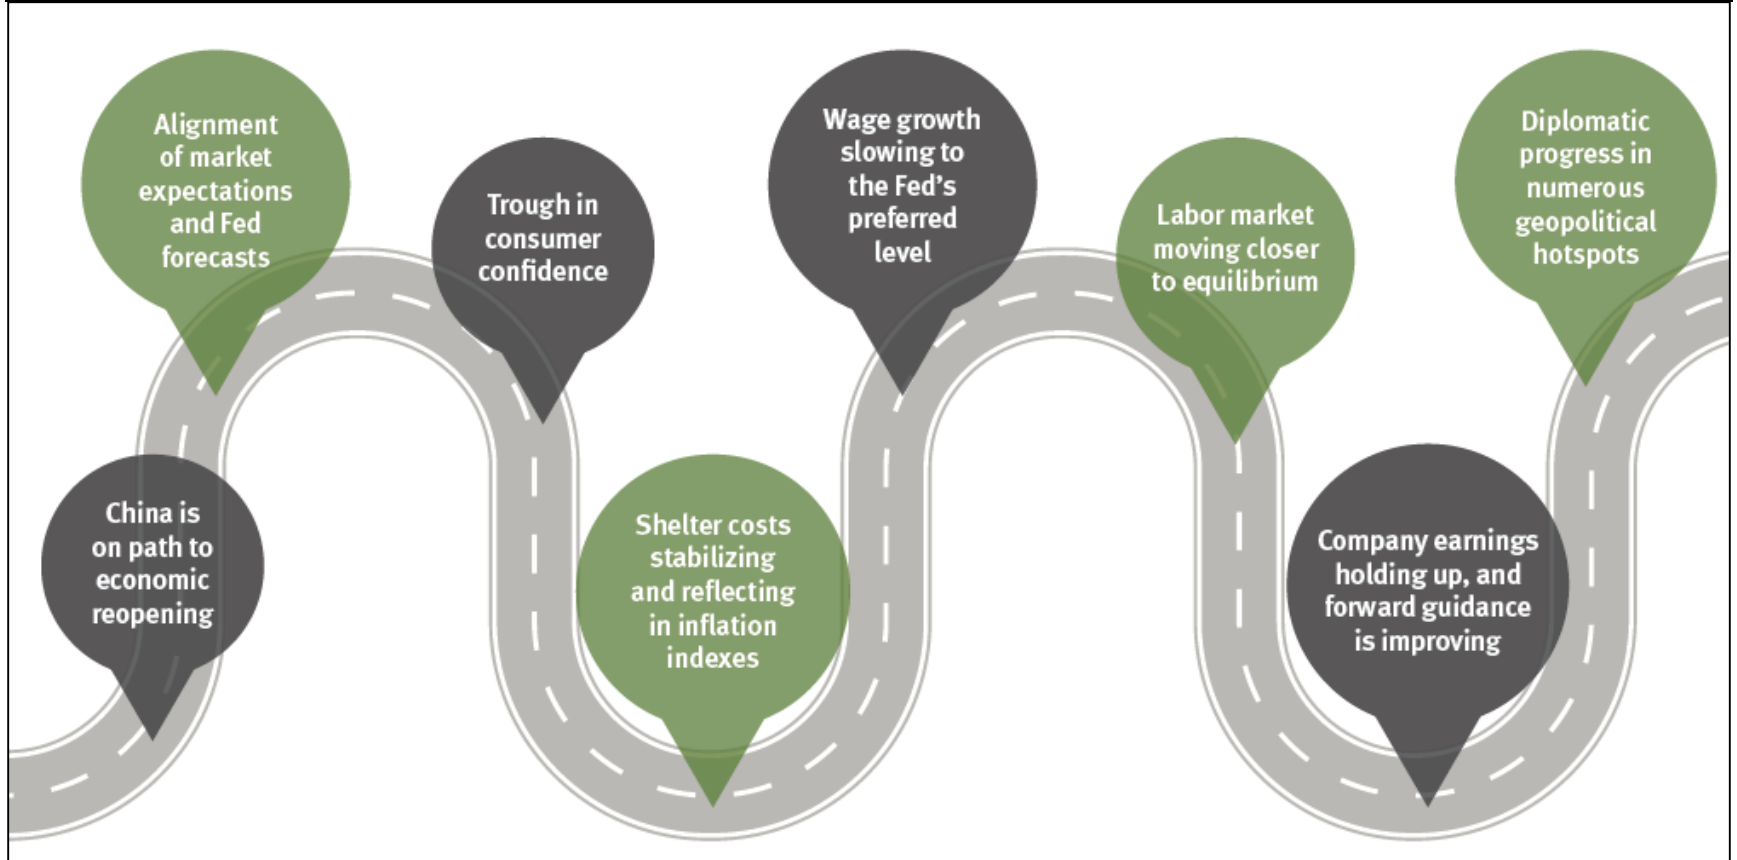 China is
on path to
economic
reopening
Alignment
of market
expectations
and Fed
forecasts
Trough in
consumer
confidence
Shelter costs
stabilizing
and reflecting
in inflation
indexes
Wage growth
slowing to
the Fed’s
preferred
level
Labor market
moving closer
to equilibrium
Company earnings
holding up, and
forward guidance
is improving
Diplomatic
progress in
numerous
geopolitical
hotspots